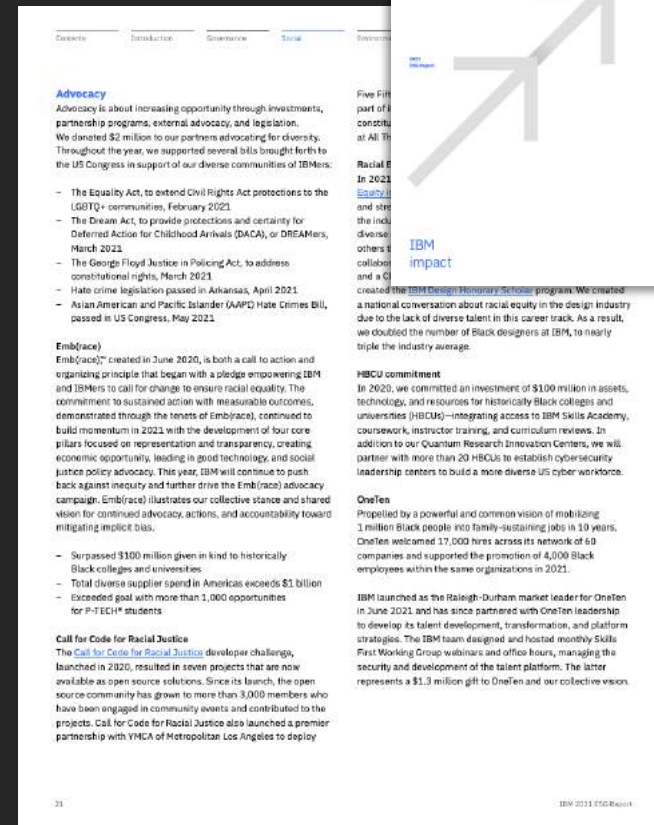 Contents
Introduction
Governance
Social
Advocacy
Advocacy is about increasing opportunity through investments,
partnership programs, external advocacy, and legislation.
We donated $2 million to our partners advocating for diversity.
Throughout the year, we supported several bills brought forth to
the US Congress in support of our diverse communities of IBMers:
– The Equality Act, to extend Civil Rights Act protections to the
LGBTQ+ communities, February 2021
– The Dream Act, to provide protections and certainty for
Deferred Action for Childhood Arrivals (DACA), or DREAMers,
March 2021
– The George Floyd Justice in Policing Act, to address
constitutional rights, March 2021
– Hate crime legislation passed in Arkansas, April 2021
– Asian American and Pacific Islander (AAPI) Hate Crimes Bill,
passed in US Congress, May 2021
Emb(race)
Emb(race),™ created in June 2020, is both a call to action and
organizing principle that began with a pledge empowering IBM
and IBMers to call for change to ensure racial equality. The
commitment to sustained action with measurable outcomes,
demonstrated through the tenets of Emb(race), continued to
build momentum in 2021 with the development of four core
pillars focused on representation and transparency, creating
economic opportunity, leading in good technology, and social
justice policy advocacy. This year, IBM will continue to push
back against inequity and further drive the Emb(race) advocacy
campaign. Emb(race) illustrates our collective stance and shared
vision for continued advocacy, actions, and accountability toward
mitigating implicit bias.
– Surpassed $100 million given in kind to historically
Black colleges and universities
– Total diverse supplier spend in Americas exceeds $1 billion
– Exceeded goal with more than 1,000 opportunities
for P-TECH® students
Call for Code for Racial Justice
The Call for Code for Racial Justice developer challenge,
launched in 2020, resulted in seven projects that are now
available as open source solutions. Since its launch, the open
source community has grown to more than 3,000 members who
have been engaged in community events and contributed to the
projects. Call for Code for Racial Justice also launched a premier
partnership with YMCA of Metropolitan Los Angeles to deploy
Five
part of
at All
Racial
In 2021
Equity
and
the
diverse
others
and a
created the IBM Design Honorary Scholar program. We created
a national conversation about racial equity in the design industry
due to the lack of diverse talent in this career track. As a result,
we doubled the number of Black designers at IBM, to nearly
triple the industry average.
HBCU commitment
In 2020, we committed an investment of $100 million in assets,
technology, and resources for historically Black colleges and
universities (HBCUs)—integrating access to IBM Skills Academy,
coursework, instructor training, and curriculum reviews. In
addition to our Quantum Research Innovation Centers, we will
partner with more than 20 HBCUs to establish cybersecurity
leadership centers to build a more diverse US cyber workforce.
OneTen
Propelled by a powerful and common vision of mobilizing
1 million Black people into family-sustaining jobs in 10 years,
OneTen welcomed 17,000 hires across its network of 60
companies and supported the promotion of 4,000 Black
employees within the same organizations in 2021.
IBM launched as the Raleigh-Durham market leader for OneTen
in June 2021 and has since partnered with OneTen leadership
to develop its talent development, transformation, and platform
strategies. The IBM team designed and hosted monthly Skills
First Working Group webinars and office hours, managing the
security and development of the talent platform. The latter
represents a $1.3 million gift to OneTen and our collective vision.
IBM
impact
21
IBM 2021 ESG Report